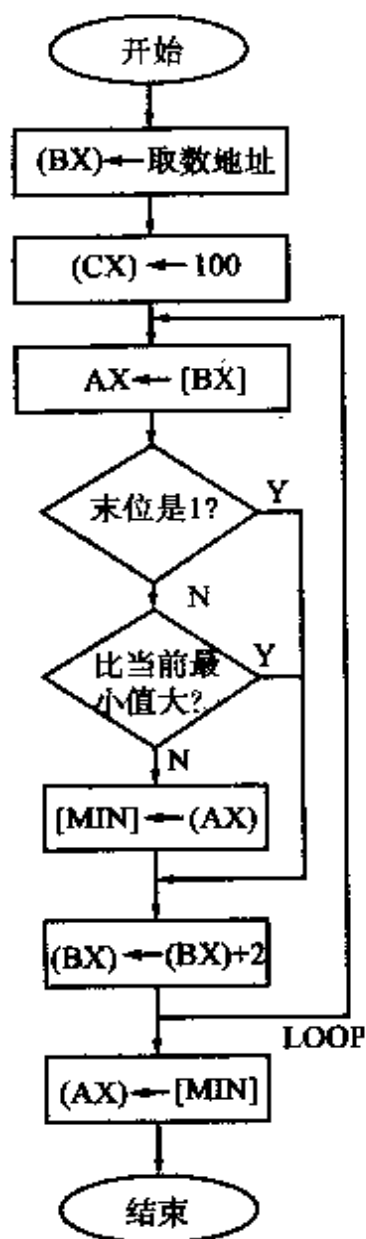 开始
(BX)←取数地址
(CX)←100
AX←[BX]
末位是1?
Y
N
比当前最
小值大?
Y
N
[MIN]←(AX)
(BX)←(BX)+2
LOOP
(AX)←[MIN]
结束